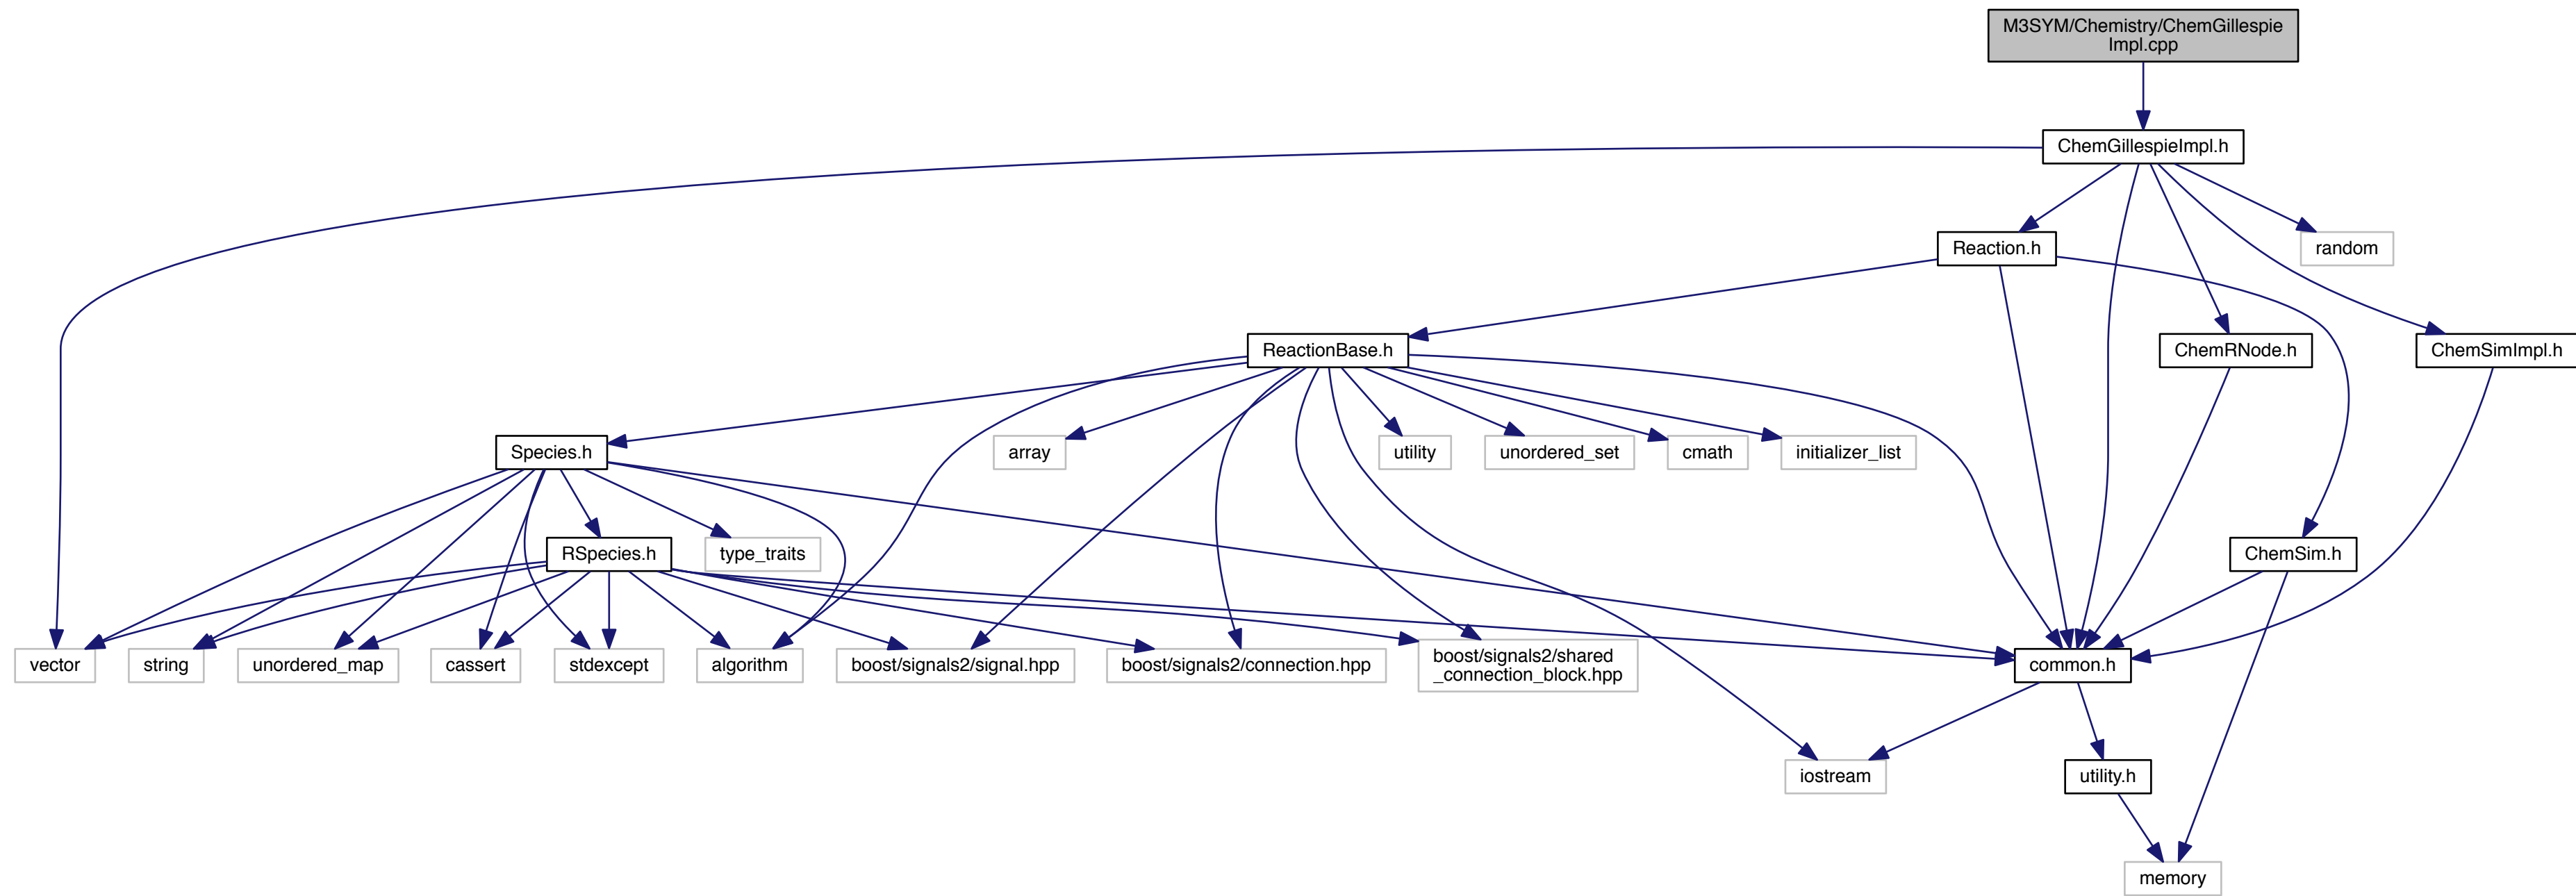 M3SYM/Chemistry/ChemGillespie
Impl.cpp
ChemGillespieImpl.h
Reaction.h
random
ReactionBase.h
ChemRNode.h
ChemSimImpl.h
Species.h
array
utility
unordered_set
cmath
initializer_list
RSpecies.h
type_traits
ChemSim.h
vector
string
unordered_map
cassert
stdexcept
algorithm
boost/signals2/signal.hpp
boost/signals2/connection.hpp
boost/signals2/shared
_connection_block.hpp
common.h
iostream
utility.h
memory